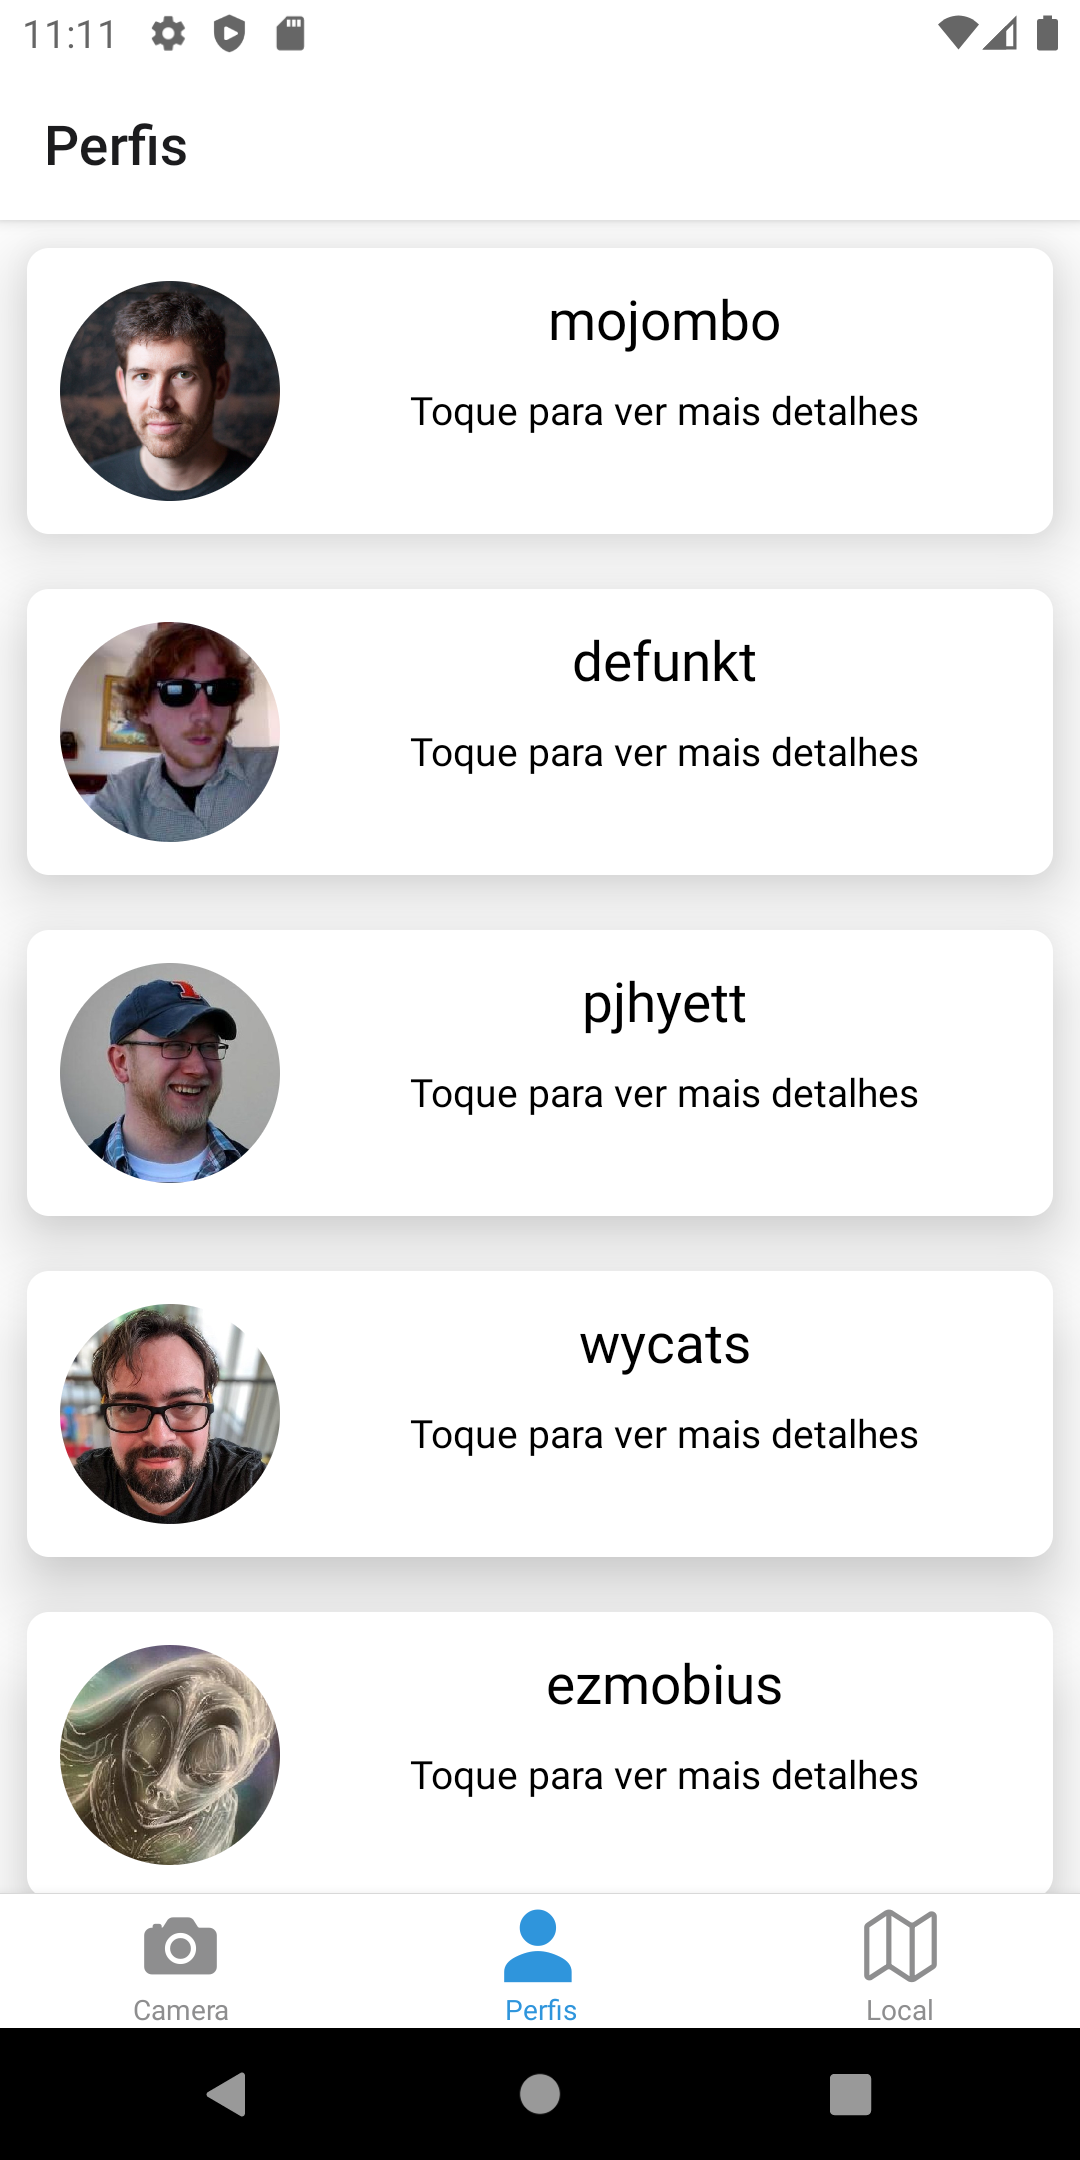 11:11
Perfis
mojombo
Toque para ver mais detalhes
defunkt
Toque para ver mais detalhes
pjhyett
Toque para ver mais detalhes
wycats
Toque para ver mais detalhes
ezmobius
Toque para ver mais detalhes
Camera
Perfis
Local